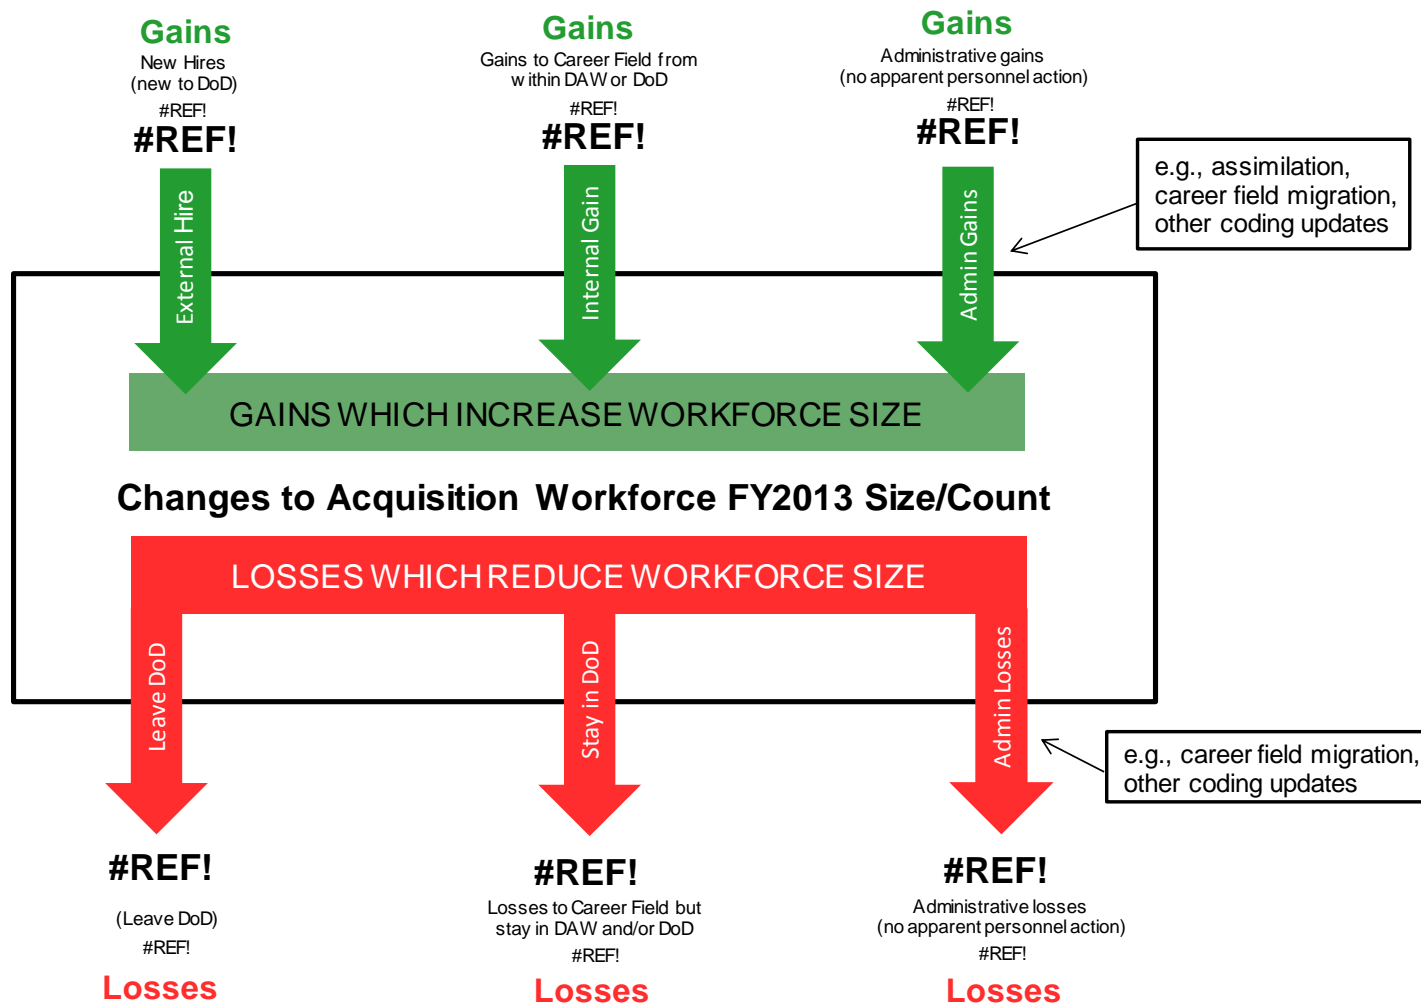 Gains
New Hires
(new to DoD)
#REF!
#REF!
Gains
Gains to Career Field from
within DAW or DoD
#REF!
#REF!
Gains
Administrative gains
(no apparent personnel action)
#REF!
#REF!
e.g., assimilation,
career field migration,
other coding updates
External Hire
Internal Gain
Admin Gains
GAINS WHICH INCREASE WORKFORCE SIZE
Changes to Acquisition Workforce FY2013 Size/Count
LOSSES WHICH REDUCE WORKFORCE SIZE
Leave DoD
Stay in DoD
Admin Losses
e.g., career field migration,
other coding updates
#REF!
(Leave DoD)
#REF!
Losses
#REF!
Losses to Career Field but
stay in DAW and/or DoD
#REF!
Losses
#REF!
Administrative losses
(no apparent personnel action)
#REF!
Losses